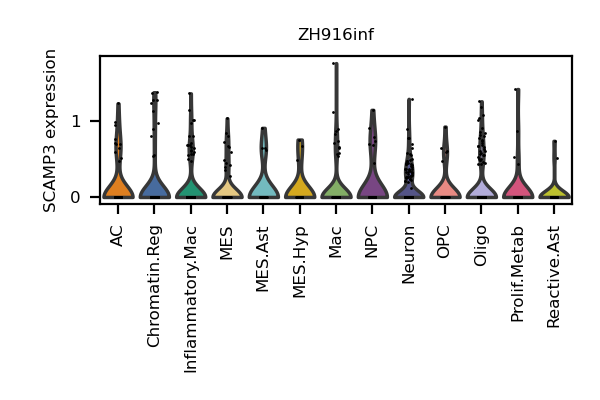 ZH916inf
SCAMP3 expression
1
0
AC
Chromatin.Reg
Inflammatory.Mac
MES
MES.Ast
MES.Hyp
Mac
NPC
Neuron
OPC
Oligo
Prolif.Metab
Reactive.Ast